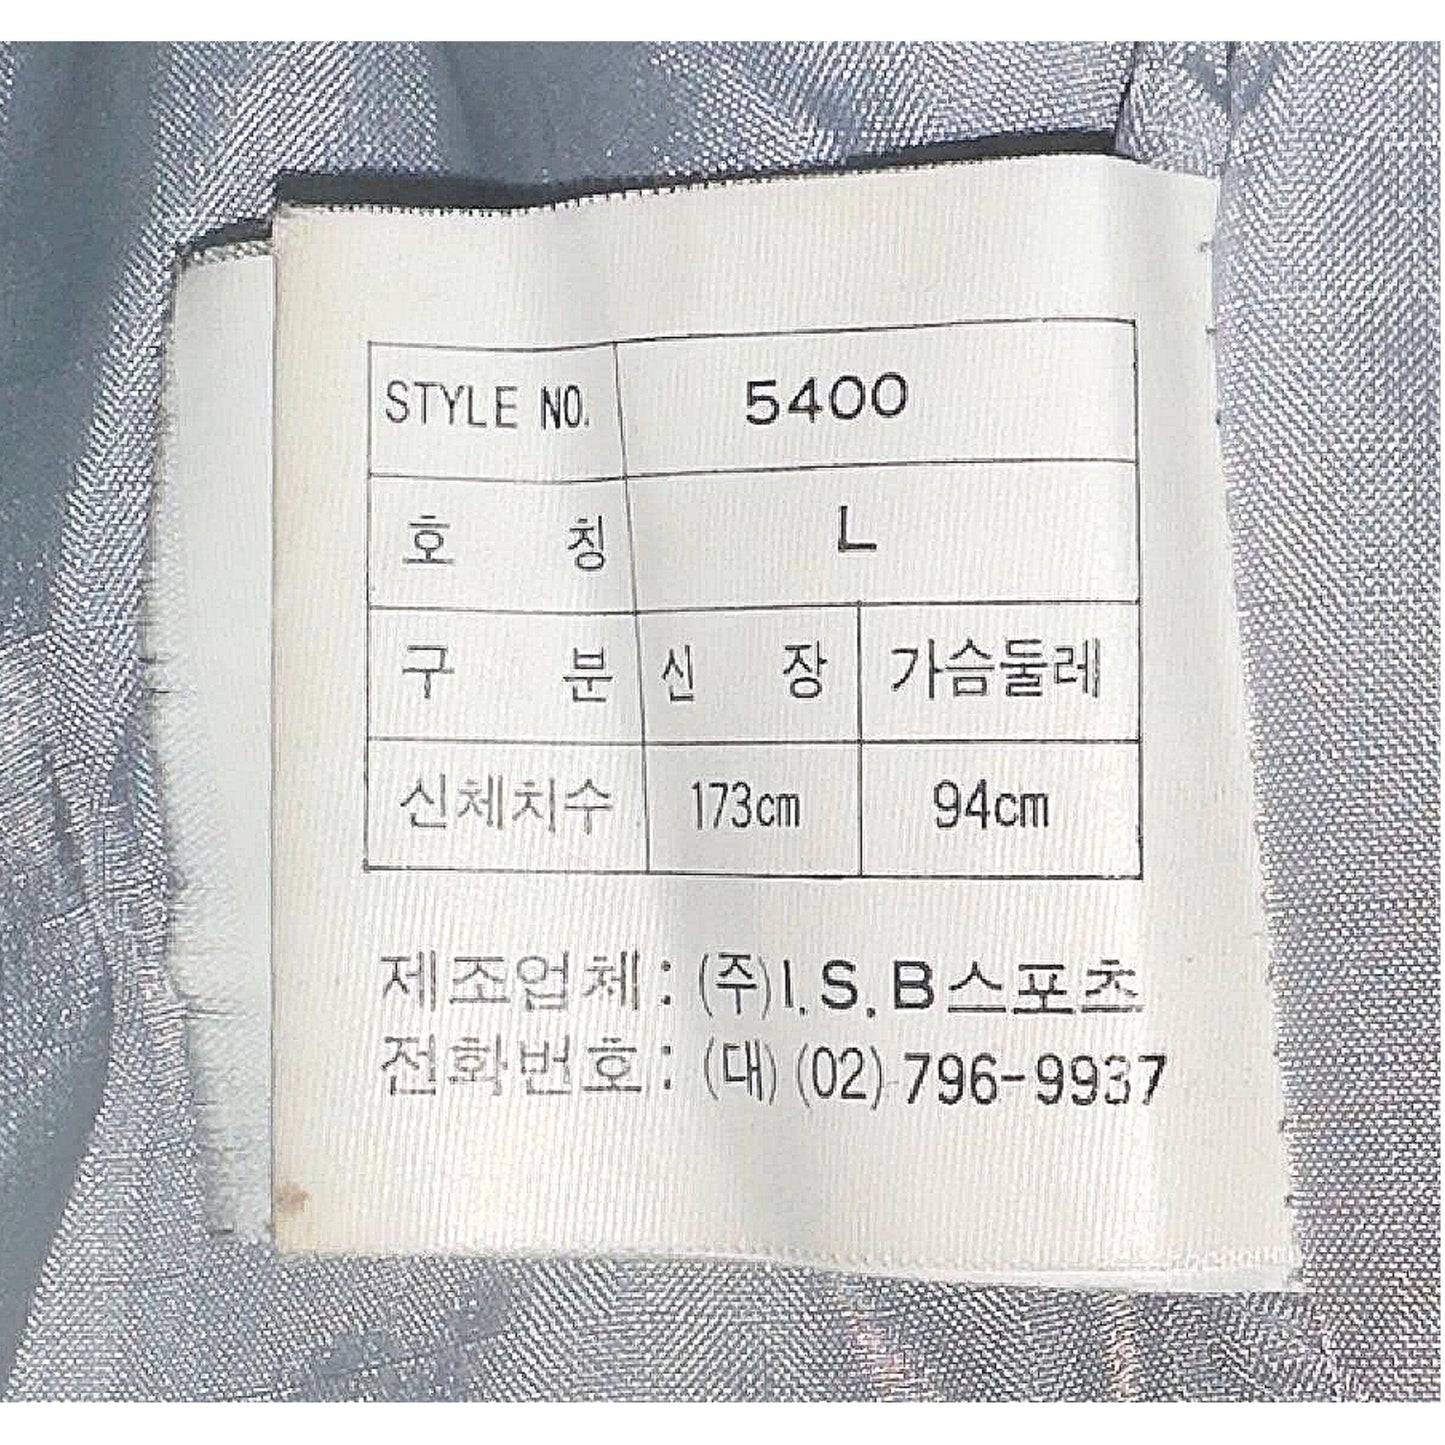 STYLE NO. 5400
호 칭 L
구 분 신 장 가슴둘레
신체치수 173cm 94cm
제조업체: (주)I.S.B스포츠
전화번호: (대) (02) 796-9937